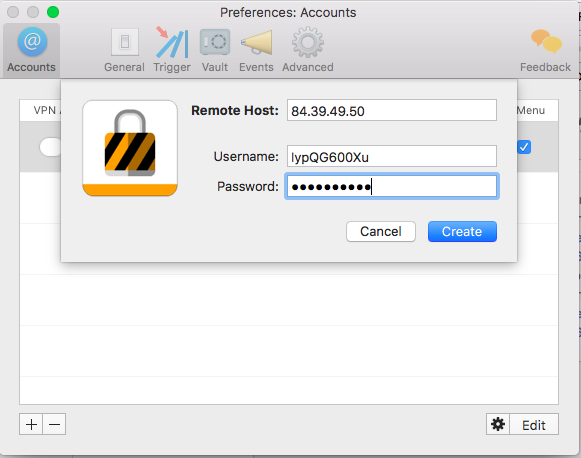 Preferences: Accounts
Accounts
General
Trigger
Vault
Events
Advanced
Feedback
VPN A
Menu
Remote Host: 84.39.49.50
Username: lypQG600Xu
Password: ●●●●●●●●●●
Cancel
Create
Edit